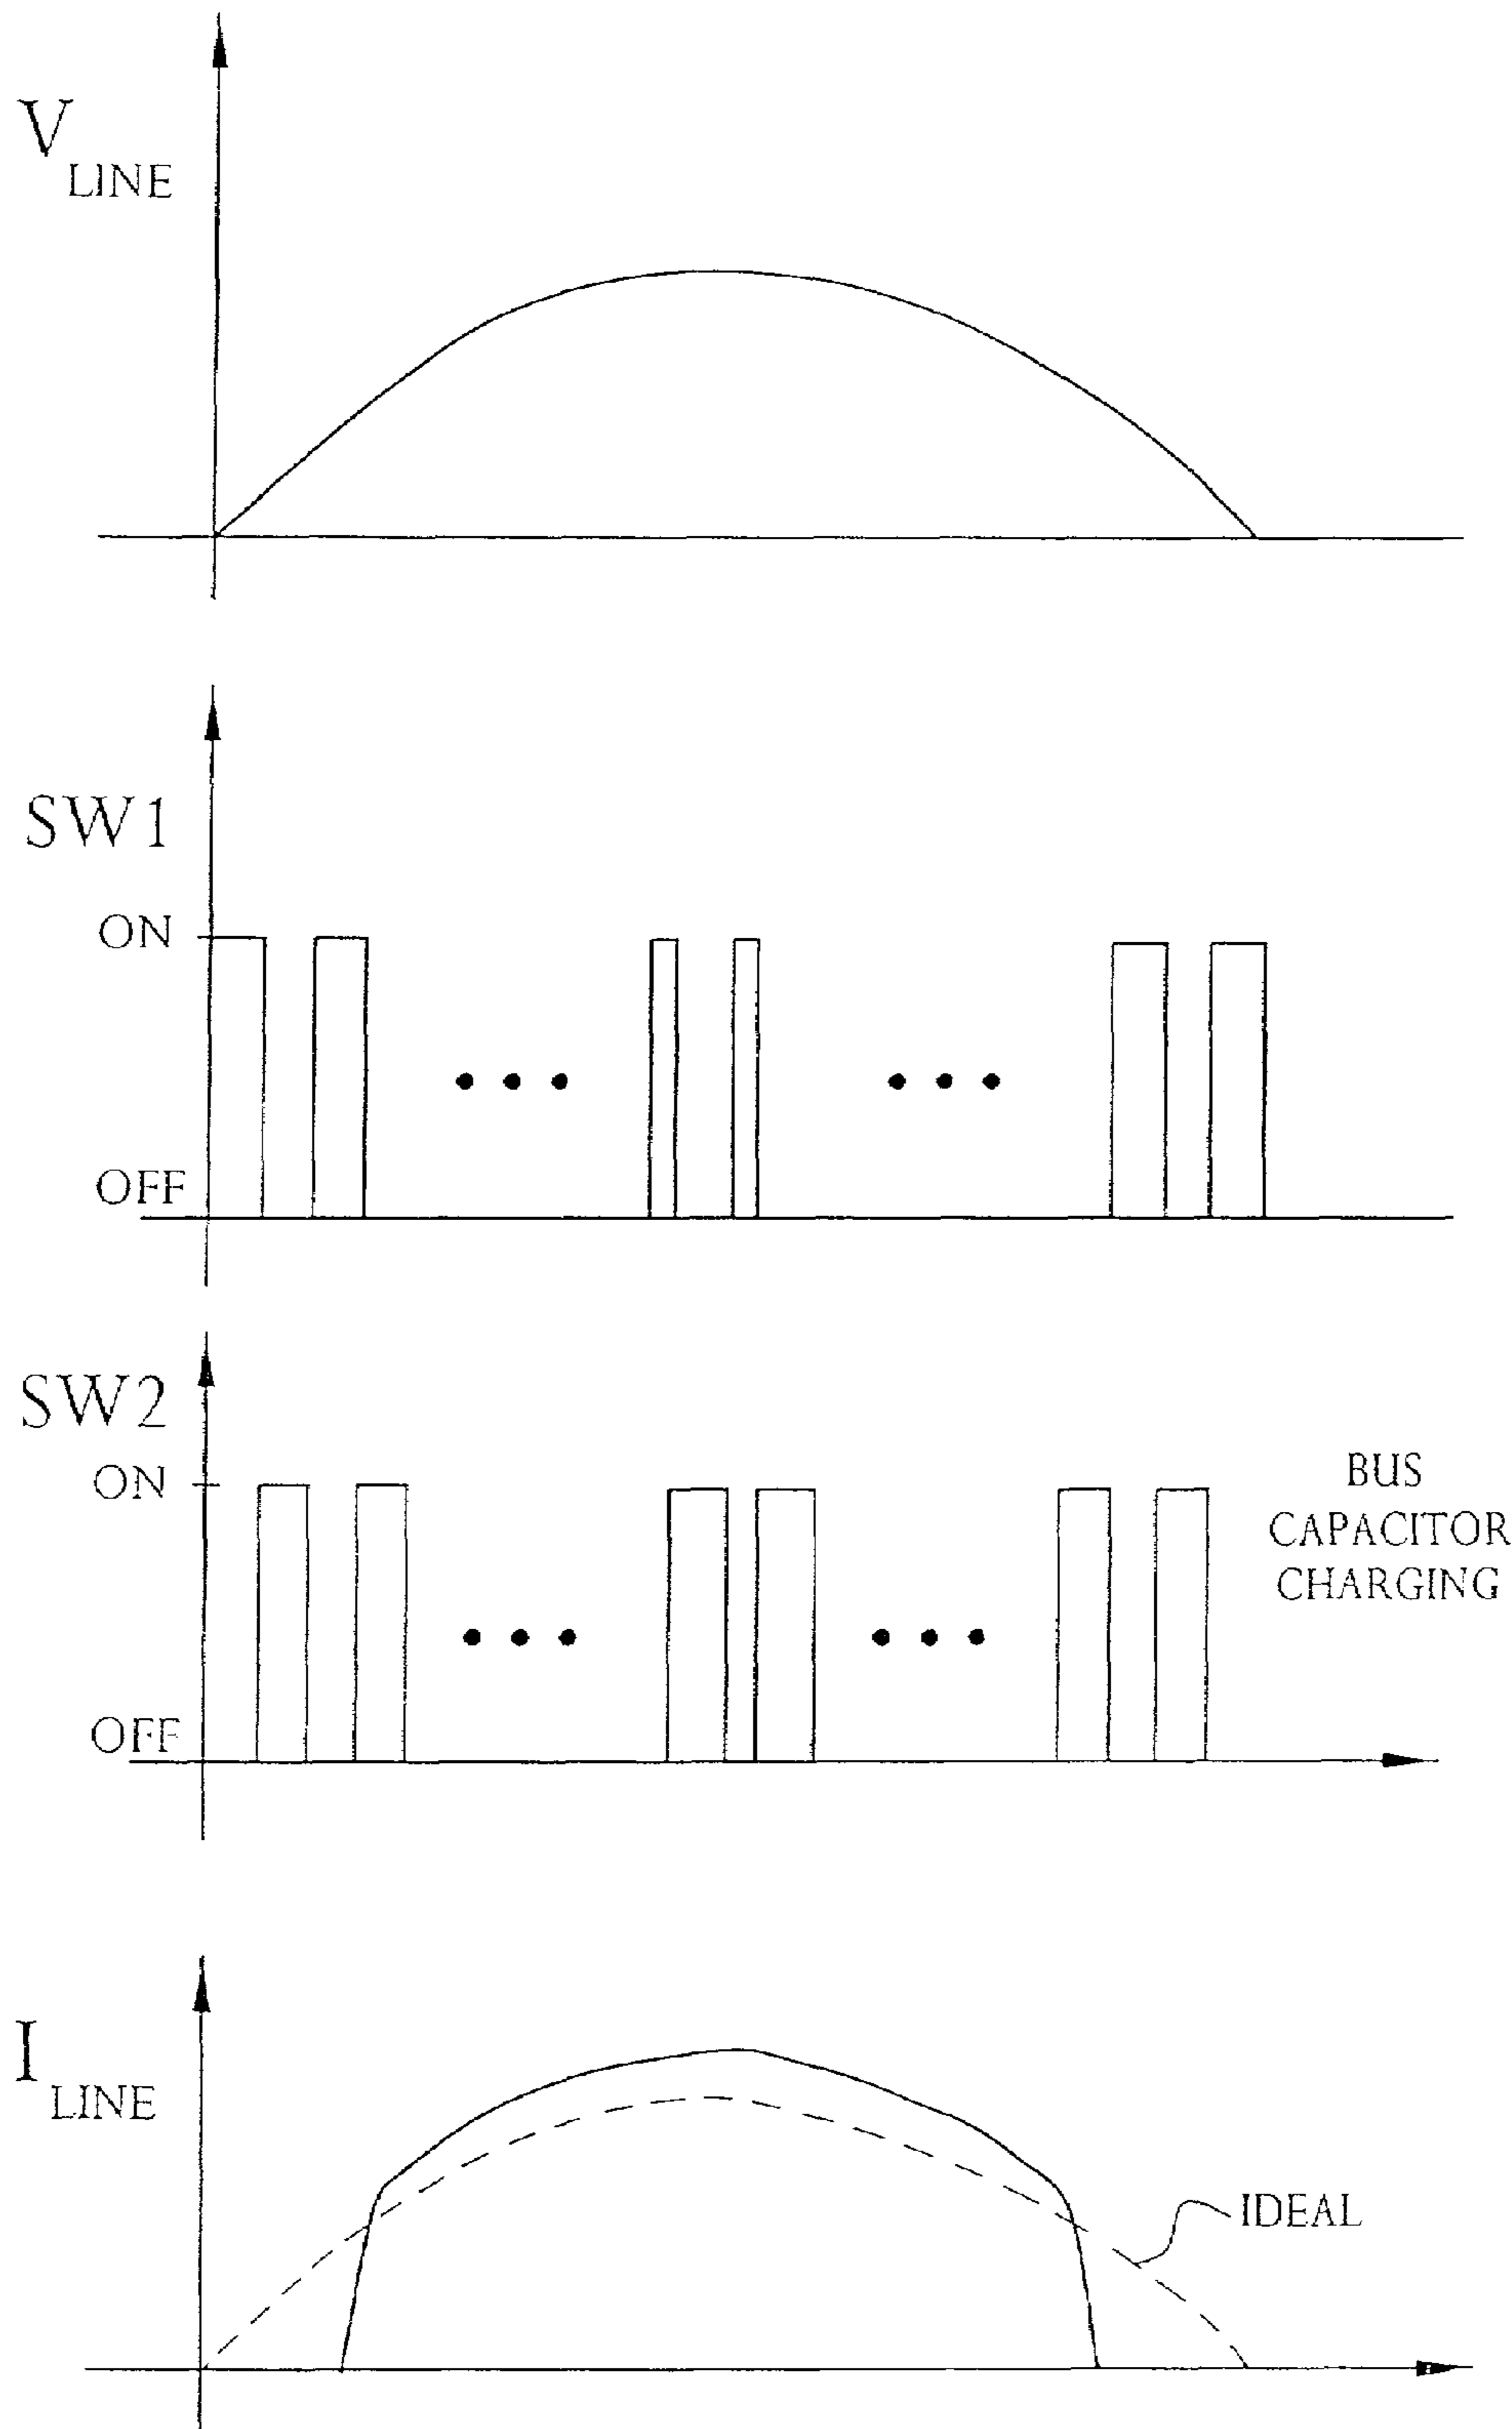 V LINE
SW1
ON
OFF
SW2
ON
OFF
BUS
CAPACITOR
CHARGING
I LINE
IDEAL